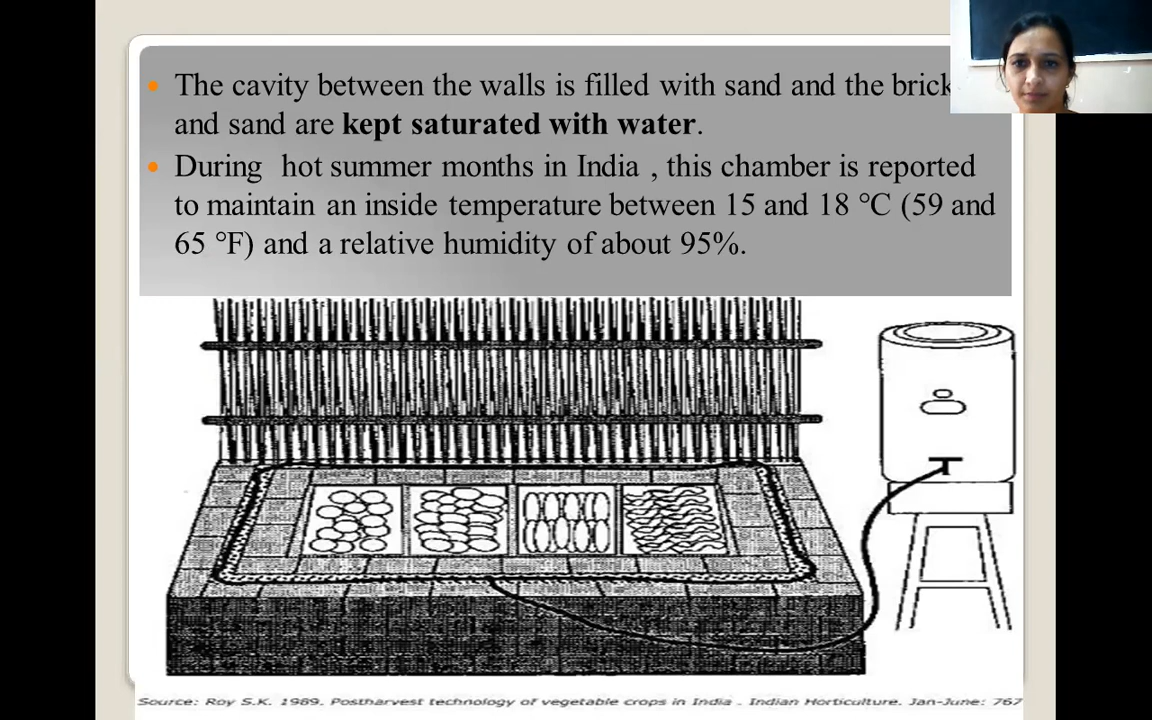 The cavity between the walls is filled with sand and the brick
and sand are kept saturated with water.
During hot summer months in India , this chamber is reported
to maintain an inside temperature between 15 and 18 °C (59 and
65 °F) and a relative humidity of about 95%.
Source: Roy S.K. 1989. Postharvest technology of vegetable crops in India . Indian Horticulture. Jan-June: 767